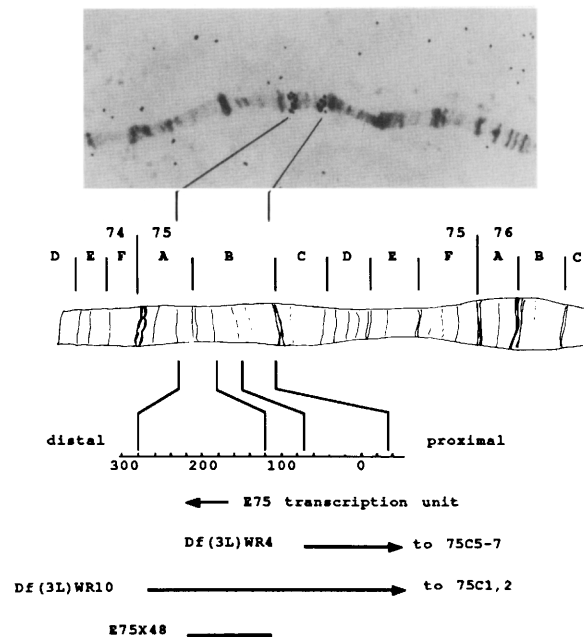 74 75 75 76
D E F A B C D E F A B C
distal proximal
300 200 100 0
E75 transcription unit
Df(3L)WR4 to 75C5-7
Df(3L)WR10 to 75C1,2
E75X48